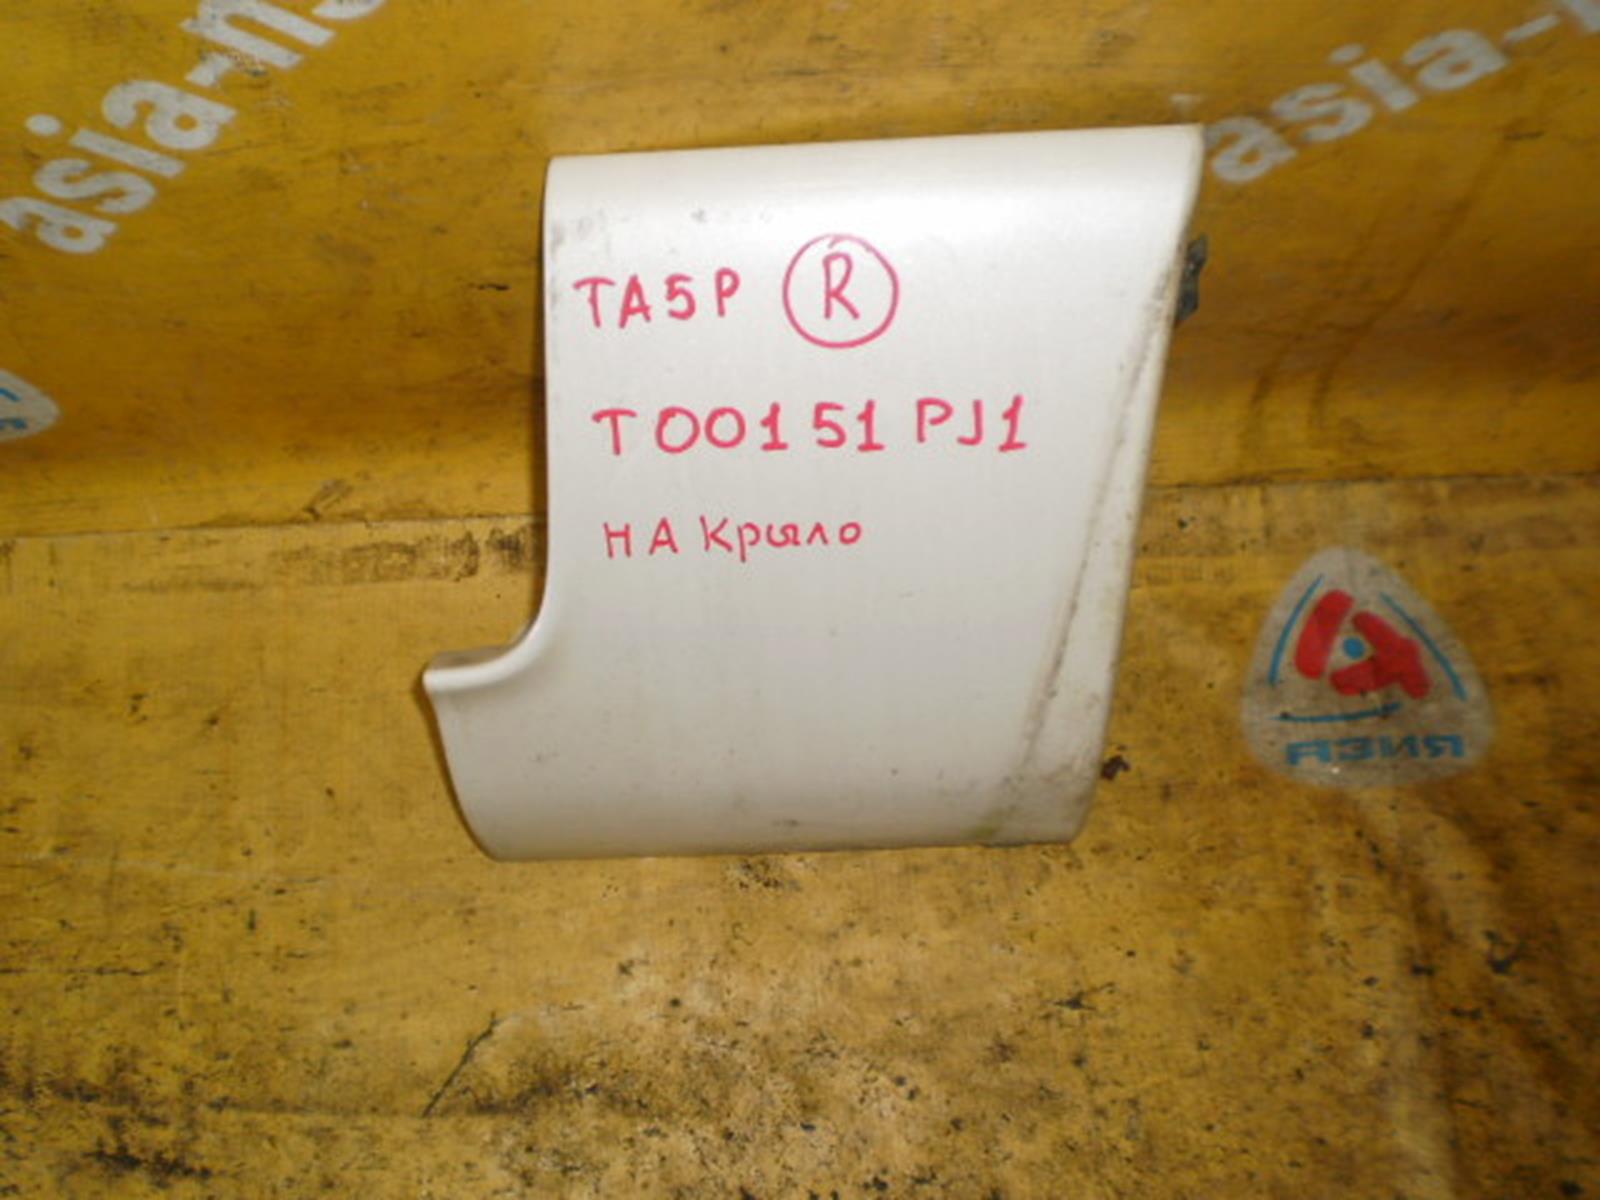 asia-
asia-
TA5P R
T00151PJ1
НА Крыло
АЗИЯ